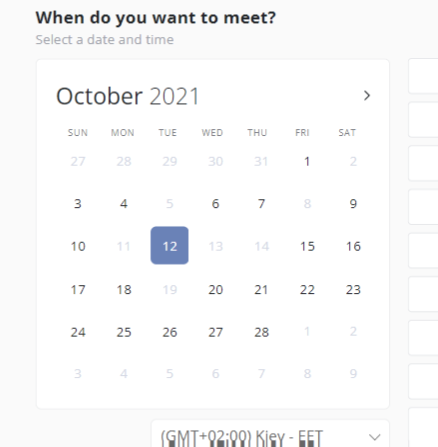 When do you want to meet?
Select a date and time
October 2021
SUN MON TUE WED THU FRI SAT
27 28 29 30 31 1 2
3 4 5 6 7 8 9
10 11 12 13 14 15 16
17 18 19 20 21 22 23
24 25 26 27 28 1 2
3 4 5 6 7 8 9
(GMT+02:00) Kiev - EET